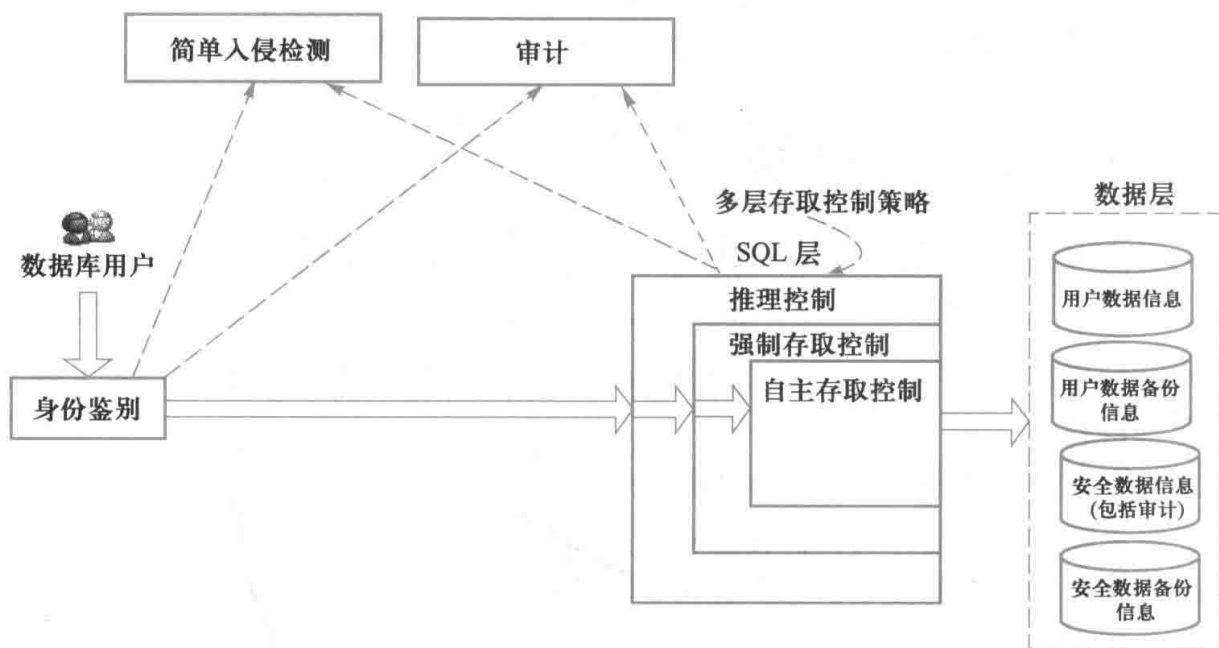 简单入侵检测
审计
数据层
多层存取控制策略
SQL 层
数据库用户
推理控制
用户数据信息
强制存取控制
自主存取控制
身份鉴别
用户数据备份
信息
安全数据信息
(包括审计)
安全数据备份
信息